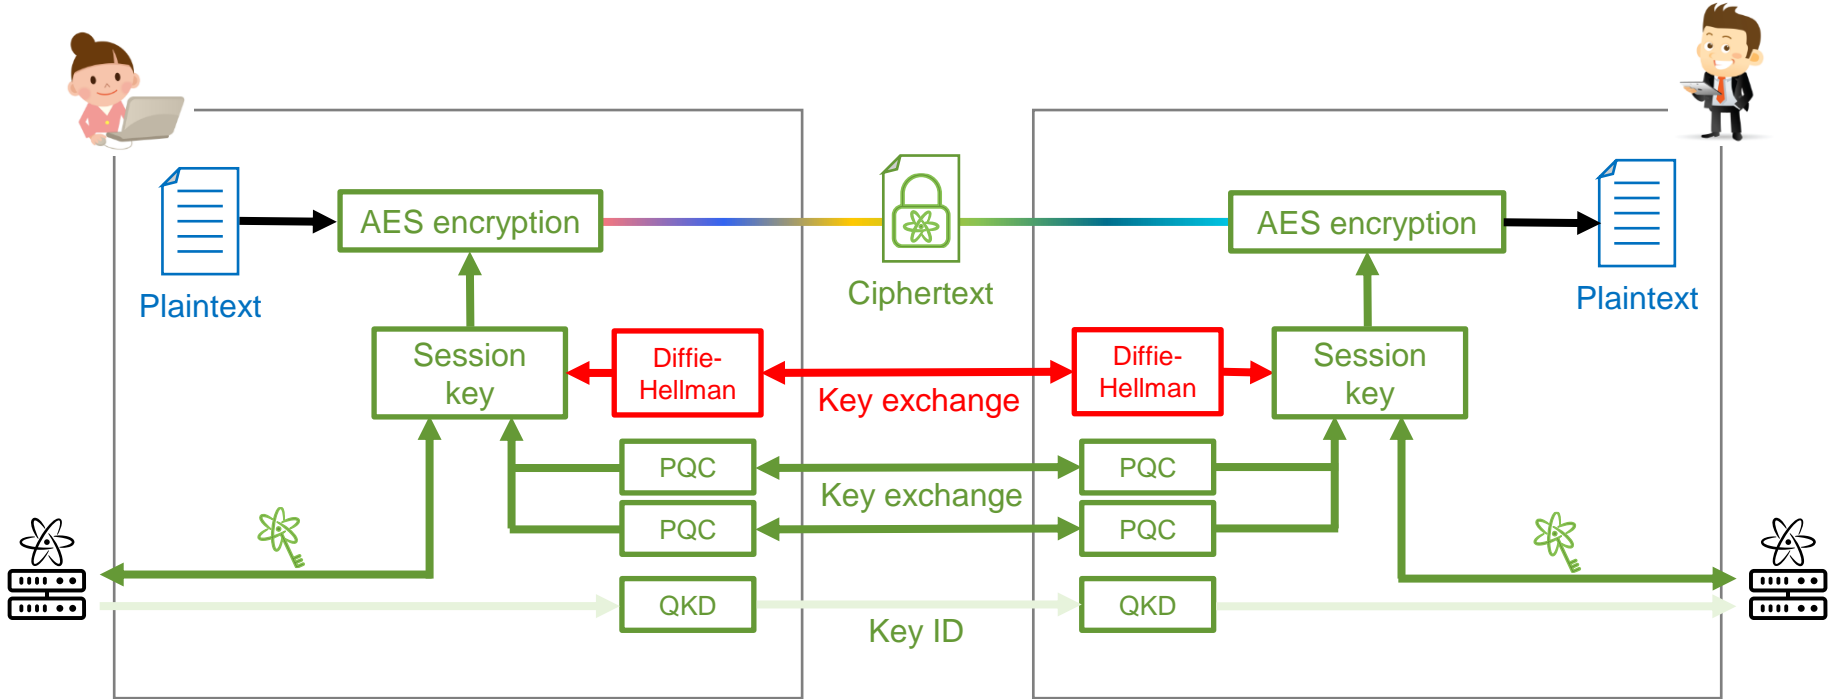 AES encryption
AES encryption
Plaintext
Ciphertext
Plaintext
Session
key
Diffie-
Hellman
Key exchange
Diffie-
Hellman
Session
key
PQC
PQC
Key exchange
PQC
PQC
QKD
QKD
Key ID